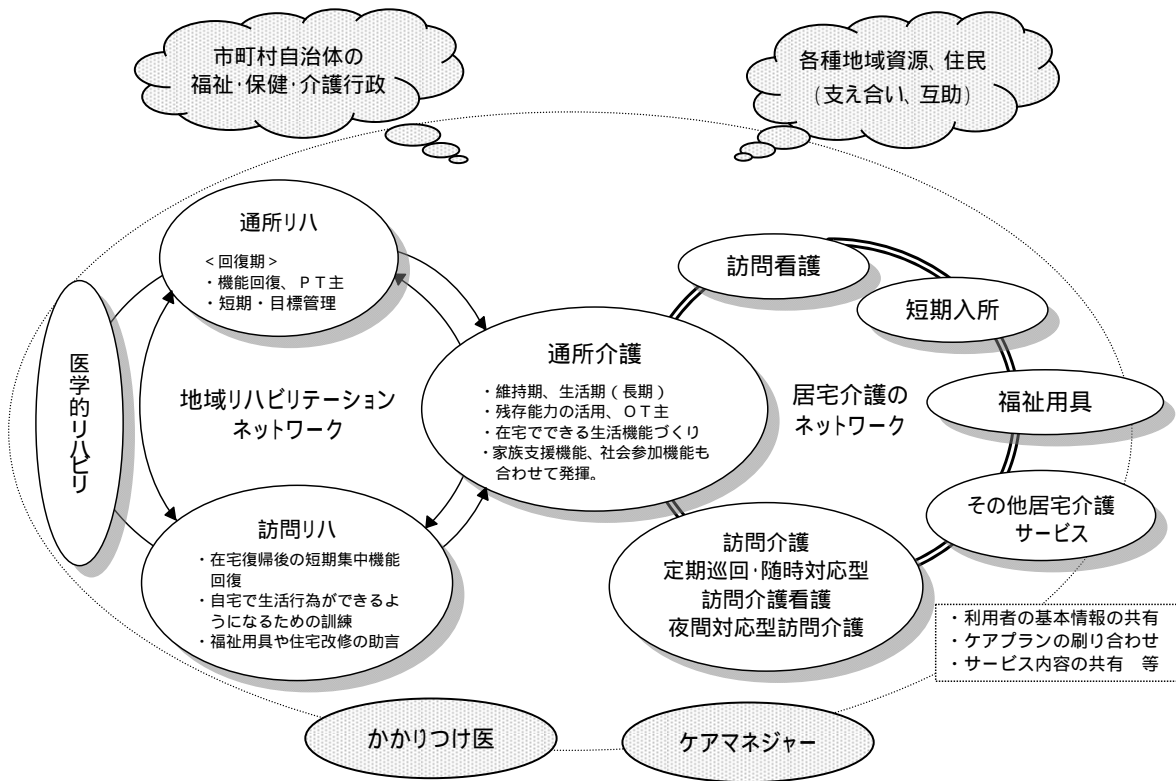 市町村自治体の
福祉･保健･介護行政
各種地域資源、住民
(支え合い、互助)
通所リハ
＜回復期＞
・機能回復、ＰＴ主
・短期・目標管理
訪問看護
短期入所
医学的リハビリ
地域リハビリテーション
ネットワーク
通所介護
・維持期、生活期（長期）
・残存能力の活用、ＯＴ主
・在宅でできる生活機能づくり
・家族支援機能、社会参加機能も
合わせて発揮。
居宅介護の
ネットワーク
福祉用具
その他居宅介護
サービス
訪問リハ
・在宅復帰後の短期集中機能
回復
・自宅で生活行為ができるよ
うになるための訓練
・福祉用具や住宅改修の助言
訪問介護
定期巡回･随時対応型
訪問介護看護
夜間対応型訪問介護
・利用者の基本情報の共有
・ケアプランの刷り合わせ
・サービス内容の共有　等
かかりつけ医
ケアマネジャー